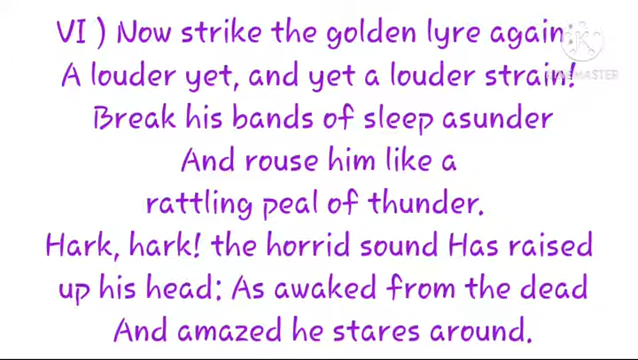 VI ) Now strike the golden lyre again:
A louder yet, and yet a louder strain!
Break his bands of sleep asunder
And rouse him like a
rattling peal of thunder.
Hark, hark! the horrid sound Has raised
up his head: As awaked from the dead
And amazed he stares around.
KINEMASTER